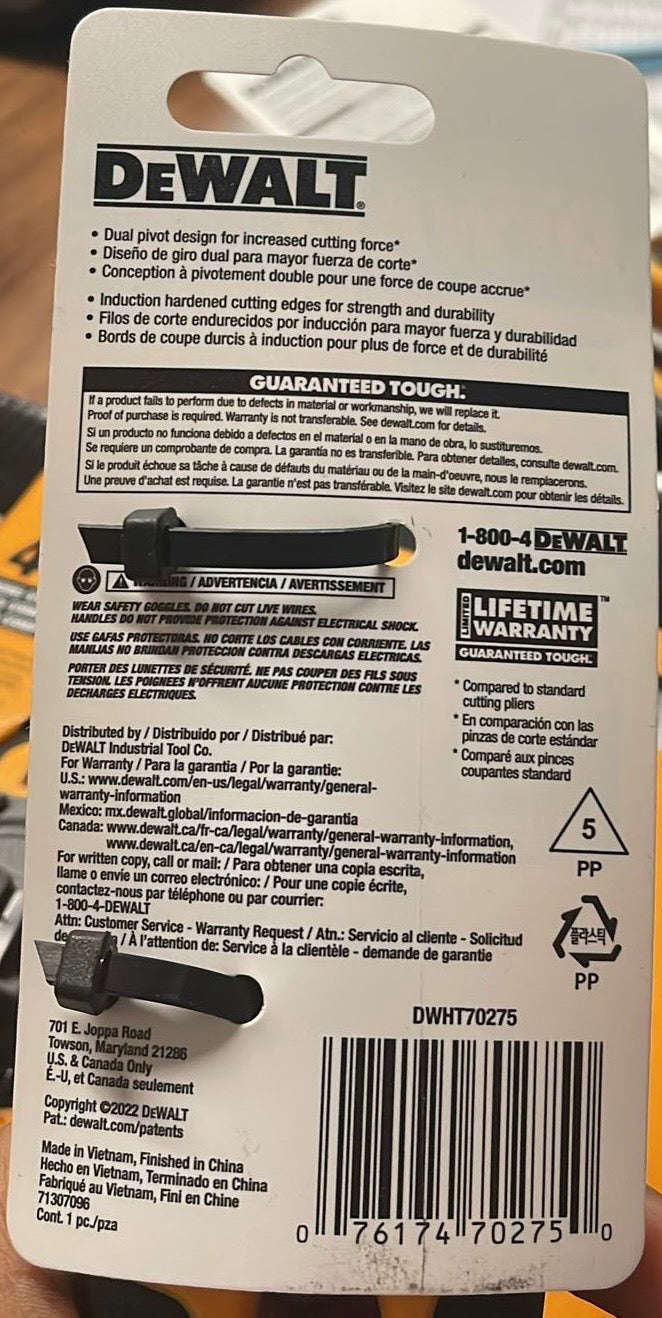 DEWALT®
• Dual pivot design for increased cutting force*
• Diseño de giro dual para mayor fuerza de corte*
• Conception à pivotement double pour une force de coupe accrue*
• Induction hardened cutting edges for strength and durability
• Filos de corte endurecidos por inducción para mayor fuerza y durabilidad
• Bords de coupe durcis à induction pour plus de force et de durabilité
GUARANTEED TOUGH.®
If a product fails to perform due to defects in material or workmanship, we will replace it.
Proof of purchase is required. Warranty is not transferable. See dewalt.com for details.
Si un producto no funciona debido a defectos en el material o en la mano de obra, lo sustituremos.
Se requiere un comprobante de compra. La garantía no es transferible. Para obtener detalles, consulte dewalt.com.
Si le produit échoue sa tâche à cause de défauts du matériau ou de la main-d'oeuvre, nous le remplacerons.
Une preuve d'achat est requise. La garantie n'est pas transférable. Visitez le site dewalt.com pour obtenir les détails.
1-800-4 DEWALT
dewalt.com
/ ADVERTENCIA / AVERTISSEMENT
WEAR SAFETY GOGGLES. DO NOT CUT LIVE WIRES.
HANDLES DO NOT PROVIDE PROTECTION AGAINST ELECTRICAL SHOCK.
USE GAFAS PROTECTORAS. NO CORTE LOS CABLES CON CORRIENTE. LAS
MANIJAS NO BRINDAN PROTECCION CONTRA DESCARGAS ELECTRICAS.
PORTER DES LUNETTES DE SÉCURITÉ. NE PAS COUPER DES FILS SOUS
TENSION. LES POIGNEES N'OFFRENT AUCUNE PROTECTION CONTRE LES
DECHARGES ELECTRIQUES.
LIMITED
LIFETIME™
WARRANTY
GUARANTEED TOUGH.
* Compared to standard
cutting pliers
* En comparación con las
pinzas de corte estándar
* Comparé aux pinces
coupantes standard
Distributed by / Distribuido por / Distribué par:
DEWALT Industrial Tool Co.
For Warranty / Para la garantía / Por la garantie:
U.S.: www.dewalt.com/en-us/legal/warranty/general-
warranty-information
Mexico: mx.dewalt.global/informacion-de-garantia
Canada: www.dewalt.ca/fr-ca/legal/warranty/general-warranty-information,
www.dewalt.ca/en-ca/legal/warranty/general-warranty-information
For written copy, call or mail: / Para obtener una copia escrita,
llame o envíe un correo electrónico: / Pour une copie écrite,
contactez-nous par téléphone ou par courrier:
1-800-4-DEWALT
Attn: Customer Service - Warranty Request / Atn.: Servicio al cliente - Solicitud
/ À l'attention de: Service à la clientèle - demande de garantie
5
PP
플라스틱
PP
701 E. Joppa Road
Towson, Maryland 21286
U.S. & Canada Only
É.-U, et Canada seulement
Copyright ©2022 DEWALT
Pat.: dewalt.com/patents
Made in Vietnam, Finished in China
Hecho en Vietnam, Terminado en China
Fabriqué au Vietnam, Fini en Chine
71307096
Cont. 1 pc./pza
DWHT70275
0 76174 70275 0